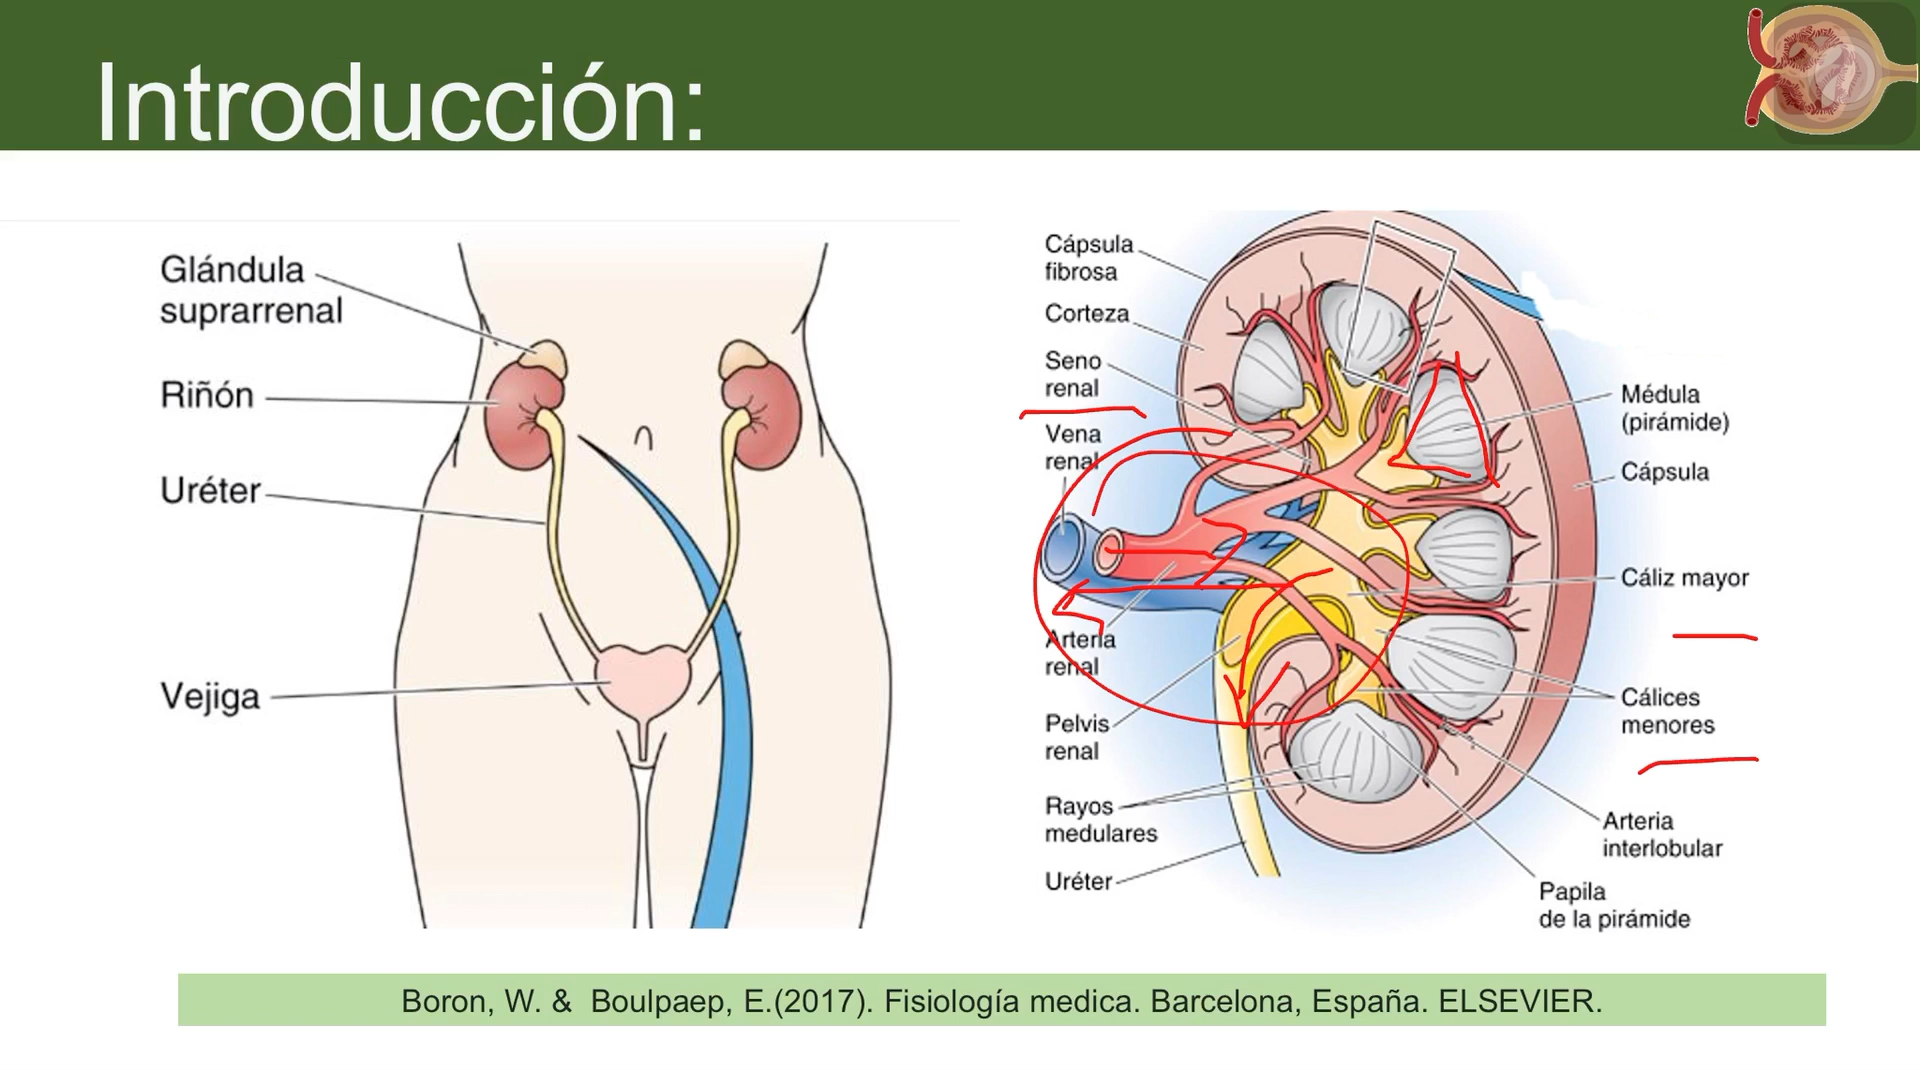 Introducción:
Glándula
suprarrenal
Riñón
Uréter
Vejiga
Cápsula
fibrosa
Corteza
Seno
renal
Vena
renal
Arteria
renal
Pelvis
renal
Rayos
medulares
Uréter
Médula
(pirámide)
Cápsula
Cáliz mayor
Cálices
menores
Arteria
interlobular
Papila
de la pirámide
Boron, W. & Boulpaep, E.(2017). Fisiología medica. Barcelona, España. ELSEVIER.